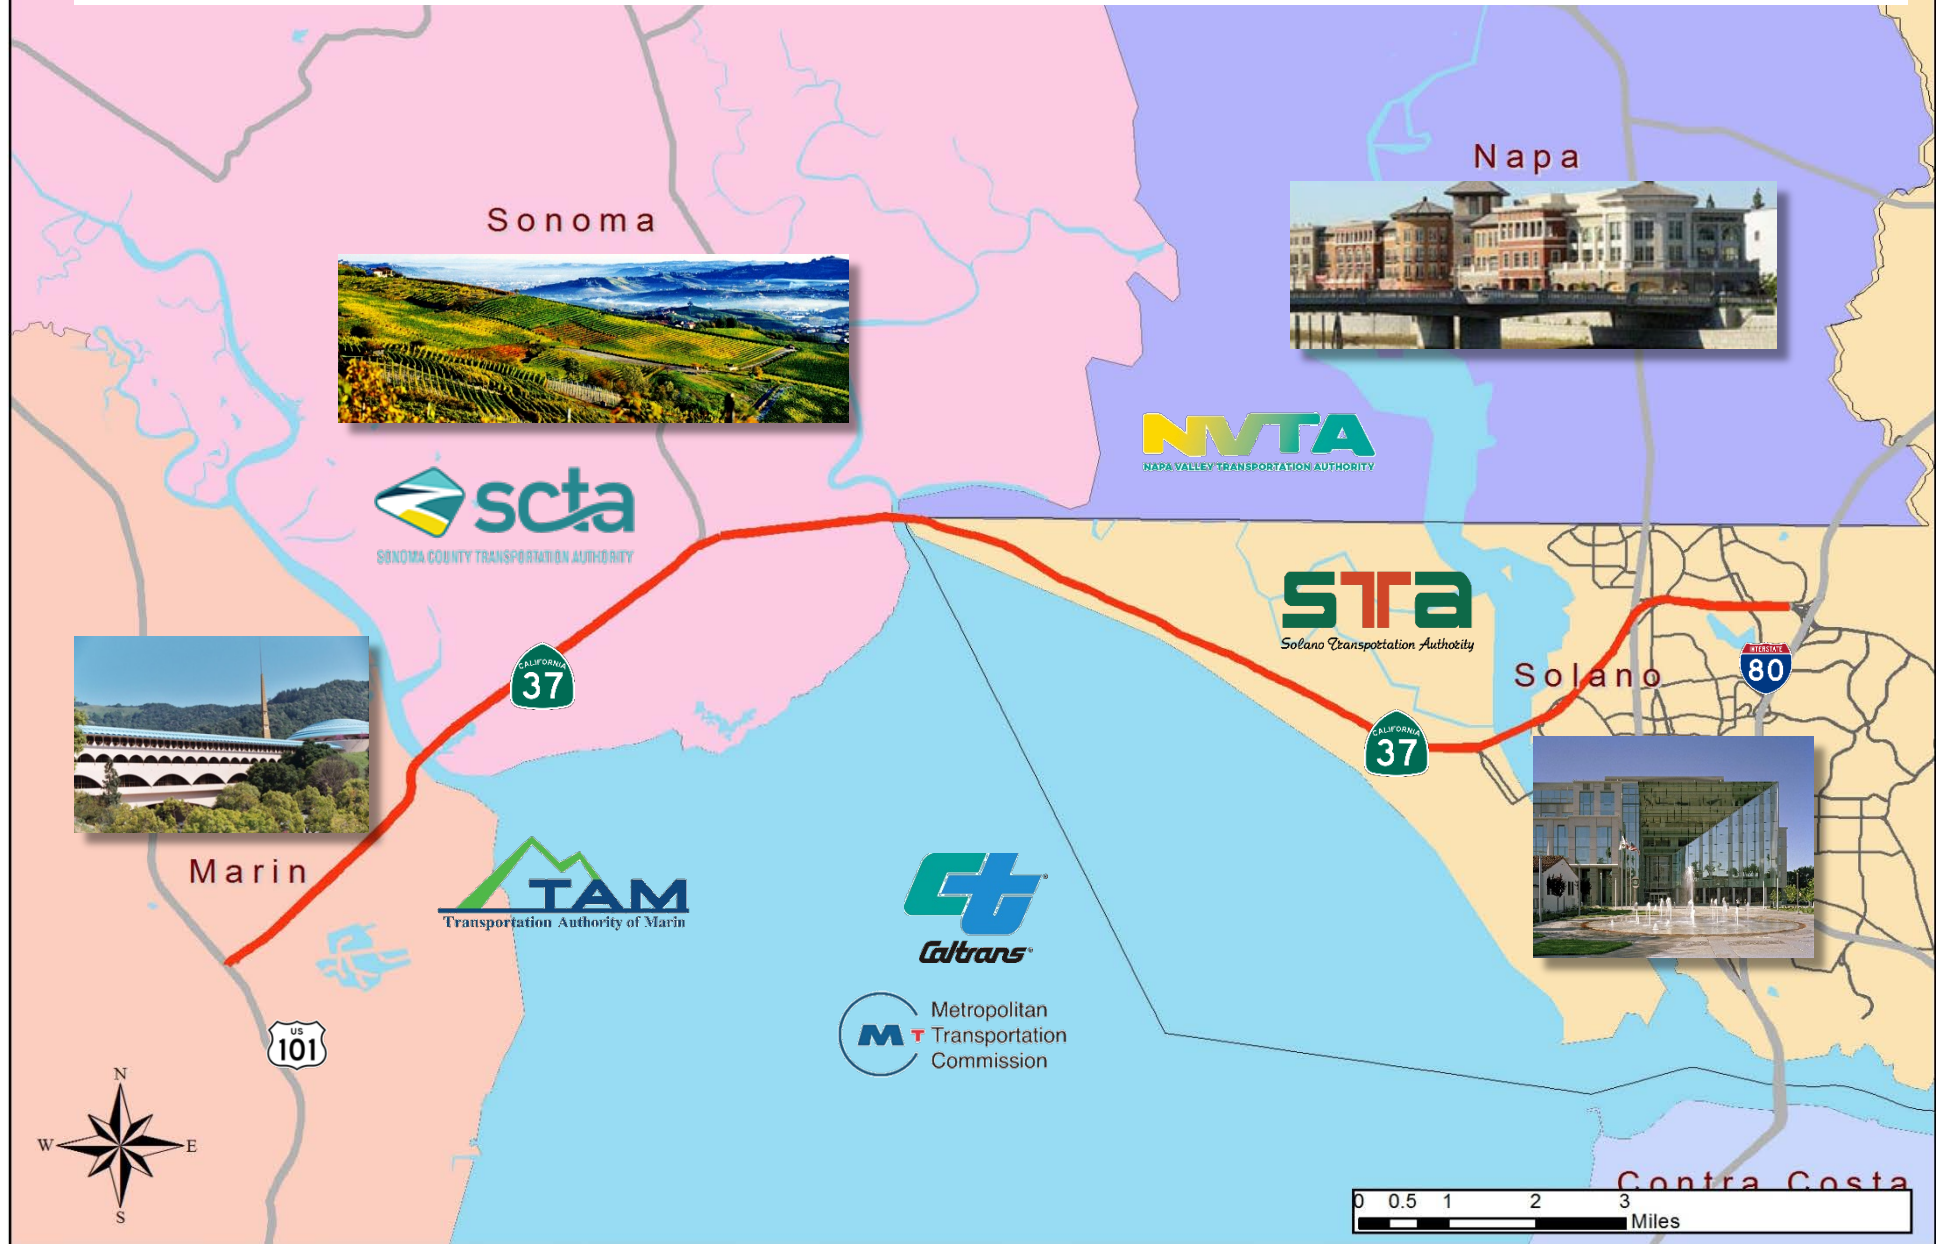 Napa
Sonoma
NVTA
NAPA VALLEY TRANSPORTATION AUTHORITY
scta
SONOMA COUNTY TRANSPORTATION AUTHORITY
STa
Solano Transportation Authority
CALIFORNIA
37
Solano
INTERSTATE
80
CALIFORNIA
37
Marin
TAM
Transportation Authority of Marin
Ct
Caltrans
Metropolitan
M T Transportation
Commission
US
101
N
W E
S
Contra Costa
0 0.5 1 2 3
Miles